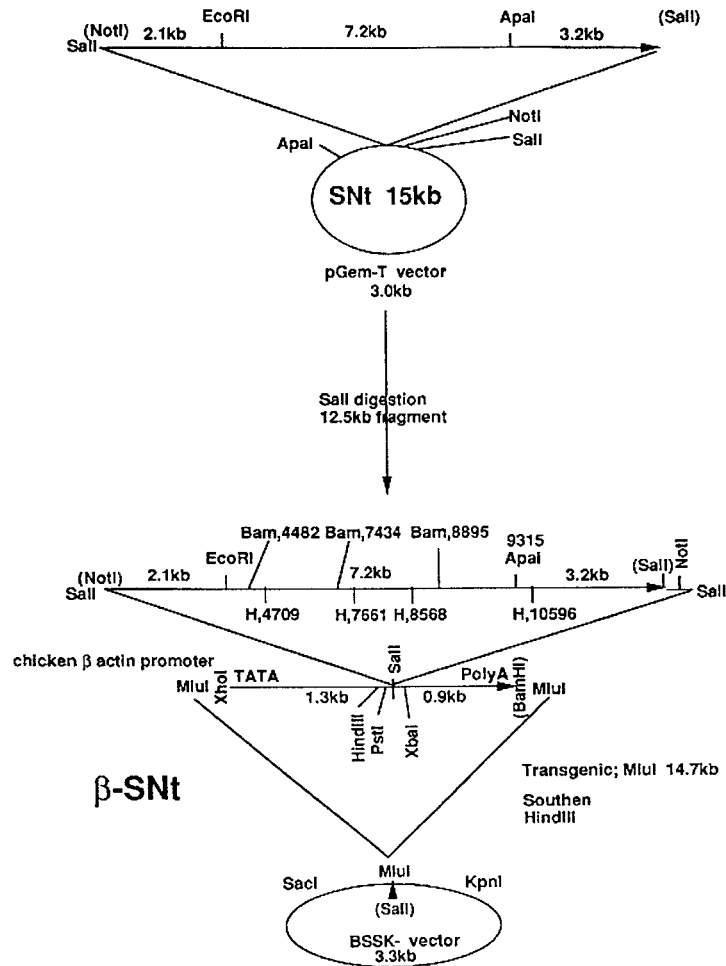 EcoRI
ApaI
(SalI)
(NotI)
2.1kb
7.2kb
3.2kb
SalI
NotI
ApaI
SalI
SNt 15kb
pGem-T vector
3.0kb
SalI digestion
12.5kb fragment
Bam,4482 Bam,7434 Bam,8895
9315
EcoRI
ApaI
(SalI)
NotI
(NotI)
2.1kb
7.2kb
3.2kb
SalI
SalI
H,4709
H,7661
H,8568
H,10596
SalI
chicken β actin promoter
TATA
PolyA
MluI
XhoI
1.3kb
0.9kb
(BamHI)
MluI
HindIII
PstI
XbaI
β-SNt
Transgenic; MluI 14.7kb
Southen
HindIII
MluI
SacI
KpnI
(SalI)
BSSK- vector
3.3kb